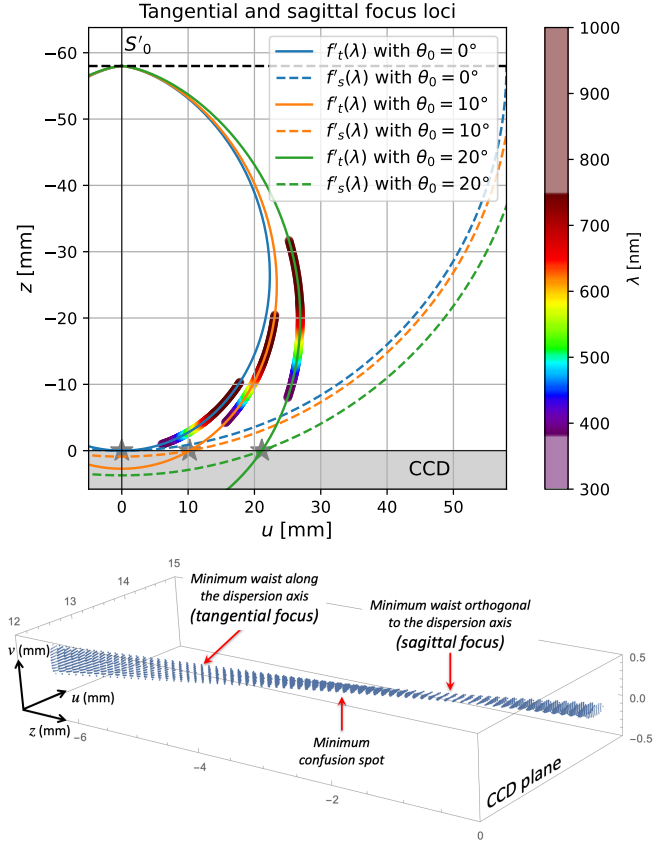 Tangential and sagittal focus loci
S′₀
f′ₜ(λ) with θ₀ = 0°
f′ₛ(λ) with θ₀ = 0°
f′ₜ(λ) with θ₀ = 10°
f′ₛ(λ) with θ₀ = 10°
f′ₜ(λ) with θ₀ = 20°
f′ₛ(λ) with θ₀ = 20°
−60
−50
−40
−30
−20
−10
0
z [mm]
CCD
0
10
20
30
40
50
u [mm]
1000
900
800
700
600
500
400
300
λ [nm]
15
14
13
12
Minimum waist along
the dispersion axis
(tangential focus)
Minimum waist orthogonal
to the dispersion axis
(sagittal focus)
v (mm)
u (mm)
z (mm)
0.5
0.0
−0.5
Minimum
confusion spot
CCD plane
−6
−4
−2
0